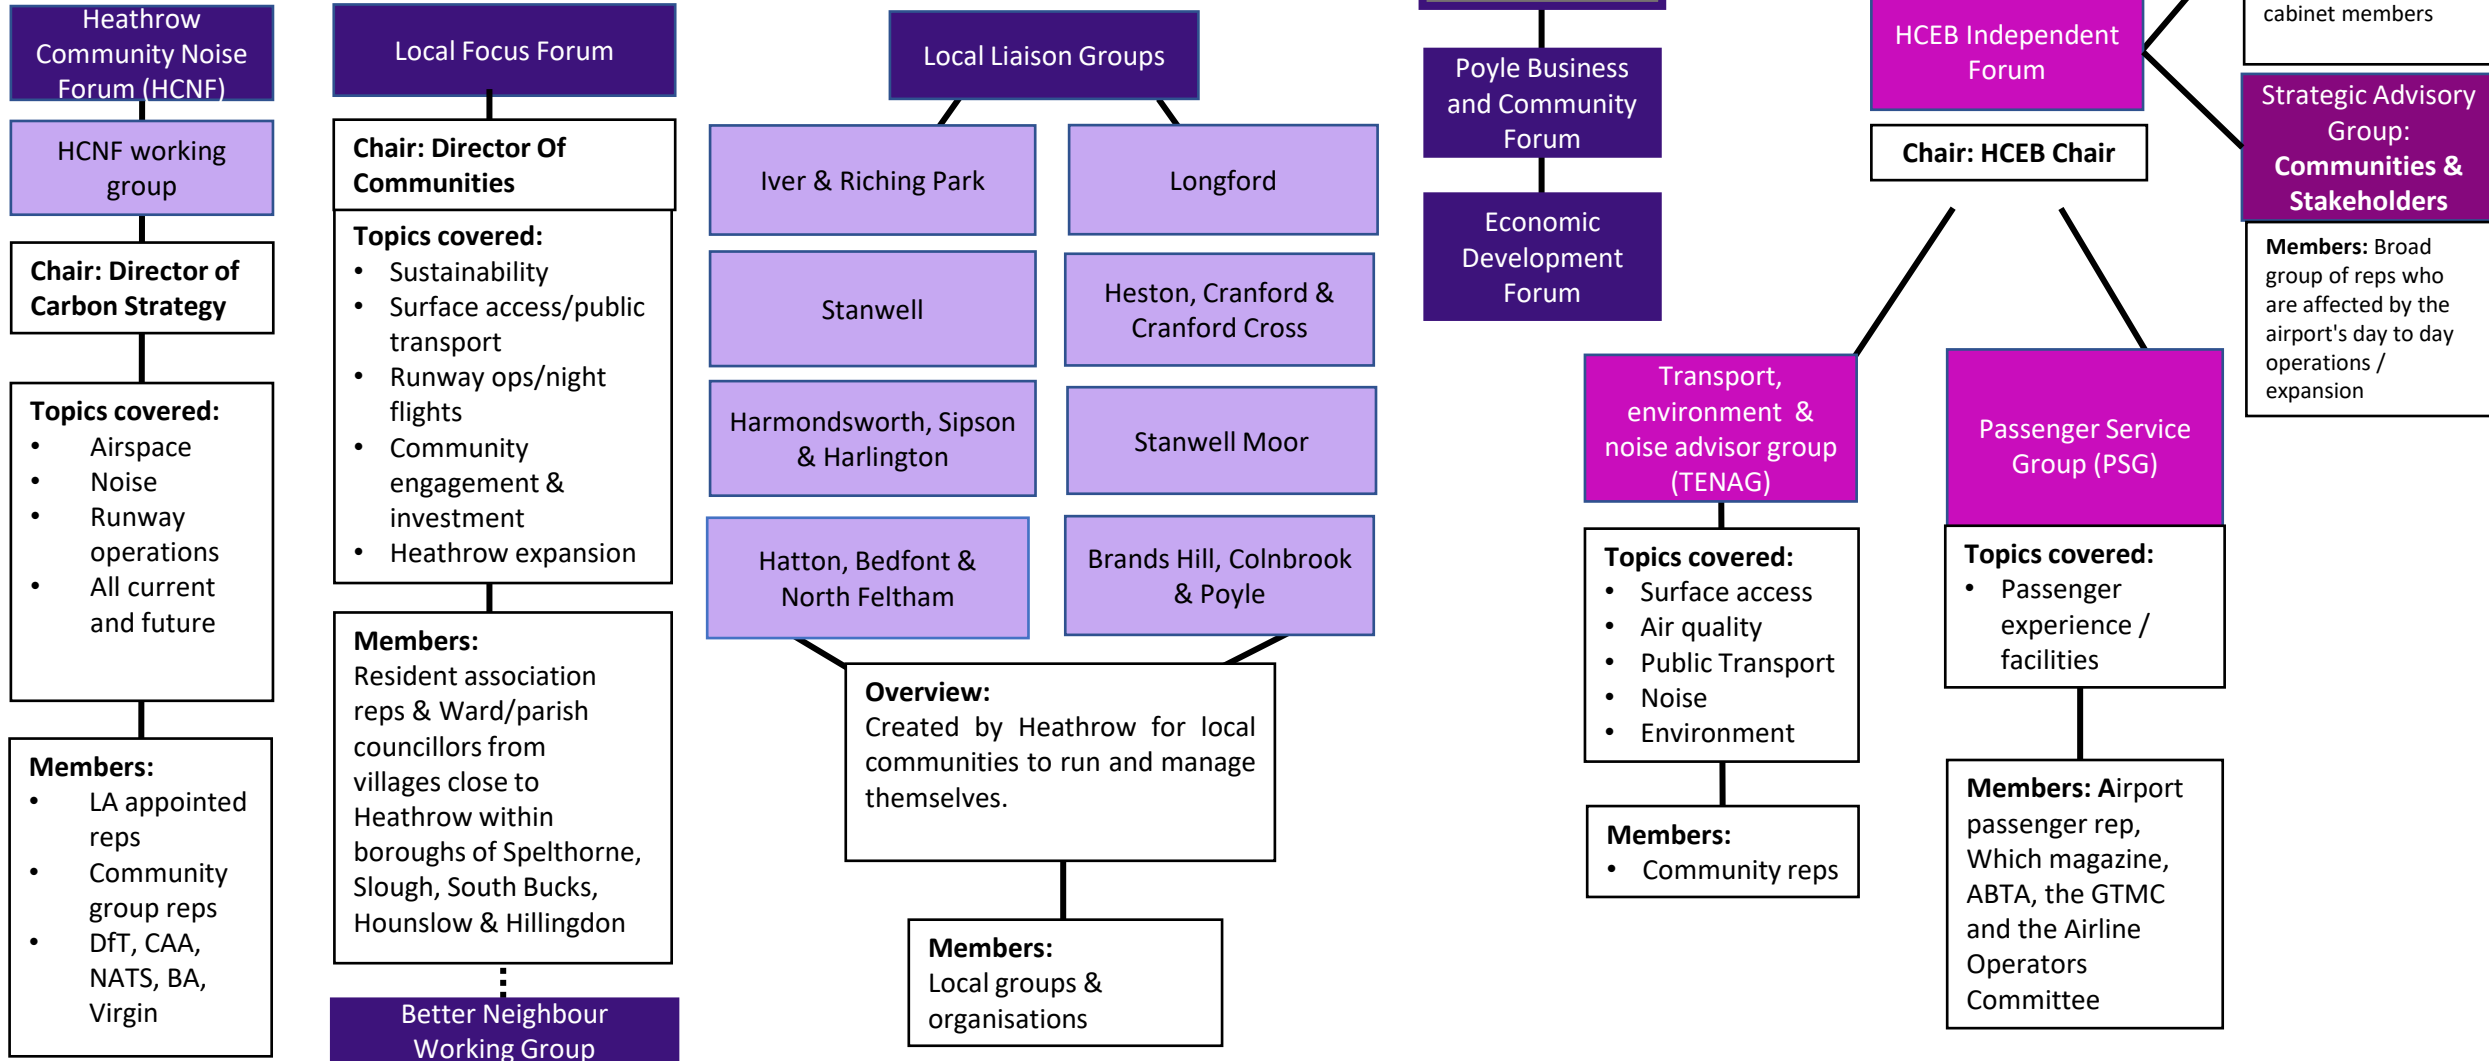 Heathrow
Community Noise
Forum (HCNF)
HCNF working
group
Chair: Director of
Carbon Strategy
Topics covered:
• Airspace
• Noise
• Runway
operations
• All current
and future
Members:
• LA appointed
reps
• Community
group reps
• DfT, CAA,
NATS, BA,
Virgin
Local Focus Forum
Chair: Director Of
Communities
Topics covered:
• Sustainability
• Surface access/public
transport
• Runway ops/night
flights
• Community
engagement &
investment
• Heathrow expansion
Members:
Resident association
reps & Ward/parish
councillors from
villages close to
Heathrow within
boroughs of Spelthorne,
Slough, South Bucks,
Hounslow & Hillingdon
Better Neighbour
Working Group
Local Liaison Groups
Iver & Riching Park
Longford
Stanwell
Heston, Cranford &
Cranford Cross
Harmondsworth, Sipson
& Harlington
Stanwell Moor
Hatton, Bedfont &
North Feltham
Brands Hill, Colnbrook
& Poyle
Overview:
Created by Heathrow for local
communities to run and manage
themselves.
Members:
Local groups &
organisations
Poyle Business
and Community
Forum
Economic
Development
Forum
HCEB Independent
Forum
Chair: HCEB Chair
cabinet members
Strategic Advisory
Group:
Communities &
Stakeholders
Members: Broad
group of reps who
are affected by the
airport's day to day
operations /
expansion
Transport,
environment &
noise advisor group
(TENAG)
Topics covered:
• Surface access
• Air quality
• Public Transport
• Noise
• Environment
Members:
• Community reps
Passenger Service
Group (PSG)
Topics covered:
• Passenger
experience /
facilities
Members: Airport
passenger rep,
Which magazine,
ABTA, the GTMC
and the Airline
Operators
Committee